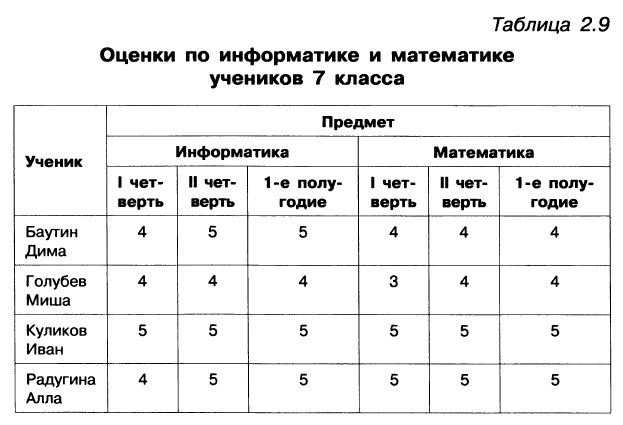 Таблица 2.9
Оценки по информатике и математике
учеников 7 класса
Ученик
Предмет
Информатика
Математика
I чет-
верть
II чет-
верть
1-е полу-
годие
I чет-
верть
II чет-
верть
1-е полу-
годие
Баутин
Дима
4 5 5 4 4 4
Голубев
Миша
4 4 4 3 4 4
Куликов
Иван
5 5 5 5 5 5
Радугина
Алла
4 5 5 5 5 5